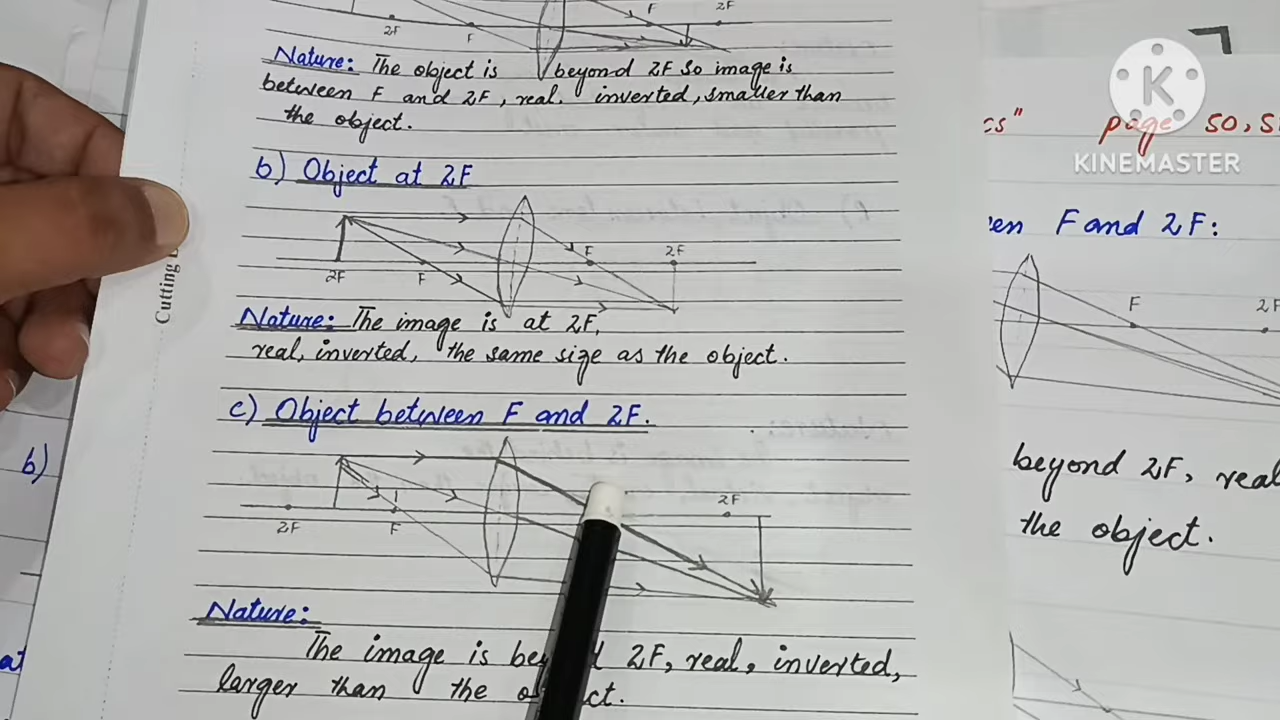 2F F F 2F
Nature: The object is beyond 2F so image is
between F and 2F, real. inverted, smaller than
the object.
b) Object at 2F
2F F F 2F
Nature: The image is at 2F,
real, inverted, the same size as the object.
c) Object between F and 2F.
2F F 2F
Nature:
The image is 2F, real, inverted,
larger than the
Cutting
b)
at
KINEMASTER
page 50,
F and 2F:
F 2F
beyond 2F, real
the object.